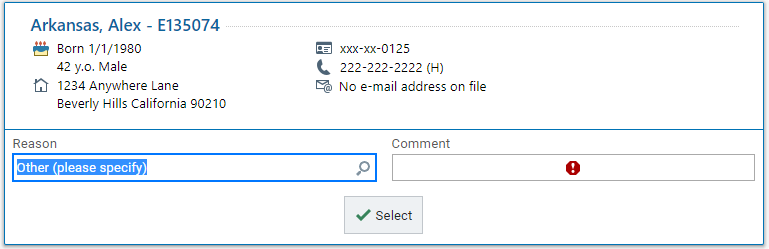 Arkansas, Alex - E135074
Born 1/1/1980
42 y.o. Male
1234 Anywhere Lane
Beverly Hills California 90210
xxx-xx-0125
222-222-2222 (H)
No e-mail address on file
Reason
Other (please specify)
Comment
Select